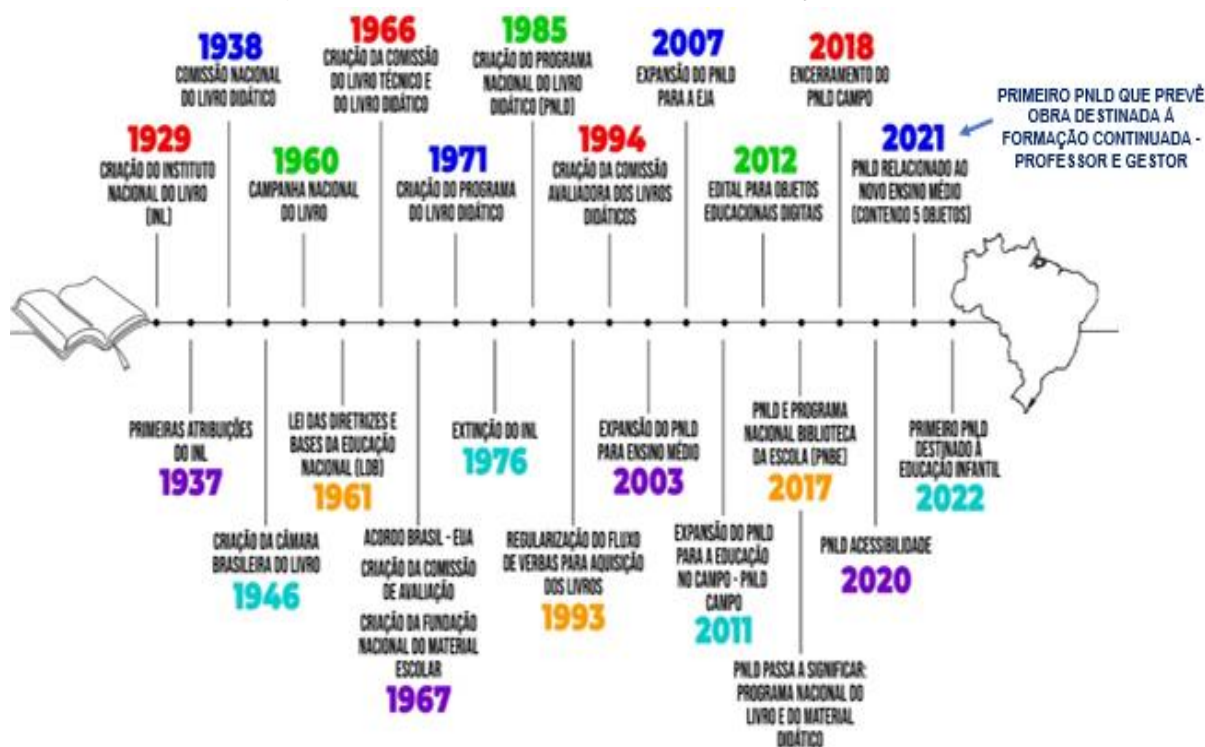 1929
CRIAÇÃO DO INSTITUTO
NACIONAL DO LIVRO
(INL)
1938
COMISSÃO NACIONAL
DO LIVRO DIDÁTICO
1960
CAMPANHA NACIONAL
DO LIVRO
1966
CRIAÇÃO DA COMISSÃO
DO LIVRO TÉCNICO E
DO LIVRO DIDÁTICO
1971
CRIAÇÃO DO PROGRAMA
DO LIVRO DIDÁTICO
1985
CRIAÇÃO DO PROGRAMA
NACIONAL DO LIVRO
DIDÁTICO (PNLD)
1994
CRIAÇÃO DA COMISSÃO
AVALIADORA DOS LIVROS
DIDÁTICOS
2007
EXPANSÃO DO PNLD
PARA A EJA
2012
EDITAL PARA OBJETOS
EDUCACIONAIS DIGITAIS
2018
ENCERRAMENTO DO
PNLD CAMPO
2021
PNLD RELACIONADO AO
NOVO ENSINO MÉDIO
(CONTENDO 5 OBJETOS)
PRIMEIRO PNLD QUE PREVÊ
OBRA DESTINADA Á
FORMAÇÃO CONTINUADA -
PROFESSOR E GESTOR
PRIMEIRAS ATRIBUIÇÕES
DO INL
1937
CRIAÇÃO DA CÂMARA
BRASILEIRA DO LIVRO
1946
LEI DAS DIRETRIZES E
BASES DA EDUCAÇÃO
NACIONAL (LDB)
1961
ACORDO BRASIL - EUA
CRIAÇÃO DA COMISSÃO
DE AVALIAÇÃO
CRIAÇÃO DA FUNDAÇÃO
NACIONAL DO MATERIAL
ESCOLAR
1967
EXTINÇÃO DO INL
1976
REGULARIZAÇÃO DO FLUXO
DE VERBAS PARA AQUISIÇÃO
DOS LIVROS
1993
EXPANSÃO DO PNLD
PARA ENSINO MÉDIO
2003
EXPANSÃO DO PNLD
PARA A EDUCAÇÃO
NO CAMPO - PNLD
CAMPO
2011
PNLD E PROGRAMA
NACIONAL BIBLIOTECA
DA ESCOLA (PNBE)
2017
PNLD PASSA A SIGNIFICAR:
PROGRAMA NACIONAL DO
LIVRO E DO MATERIAL
DIDÁTICO
PNLD ACESSIBILIDADE
2020
PRIMEIRO PNLD
DESTINADO À
EDUCAÇÃO INFANTIL
2022